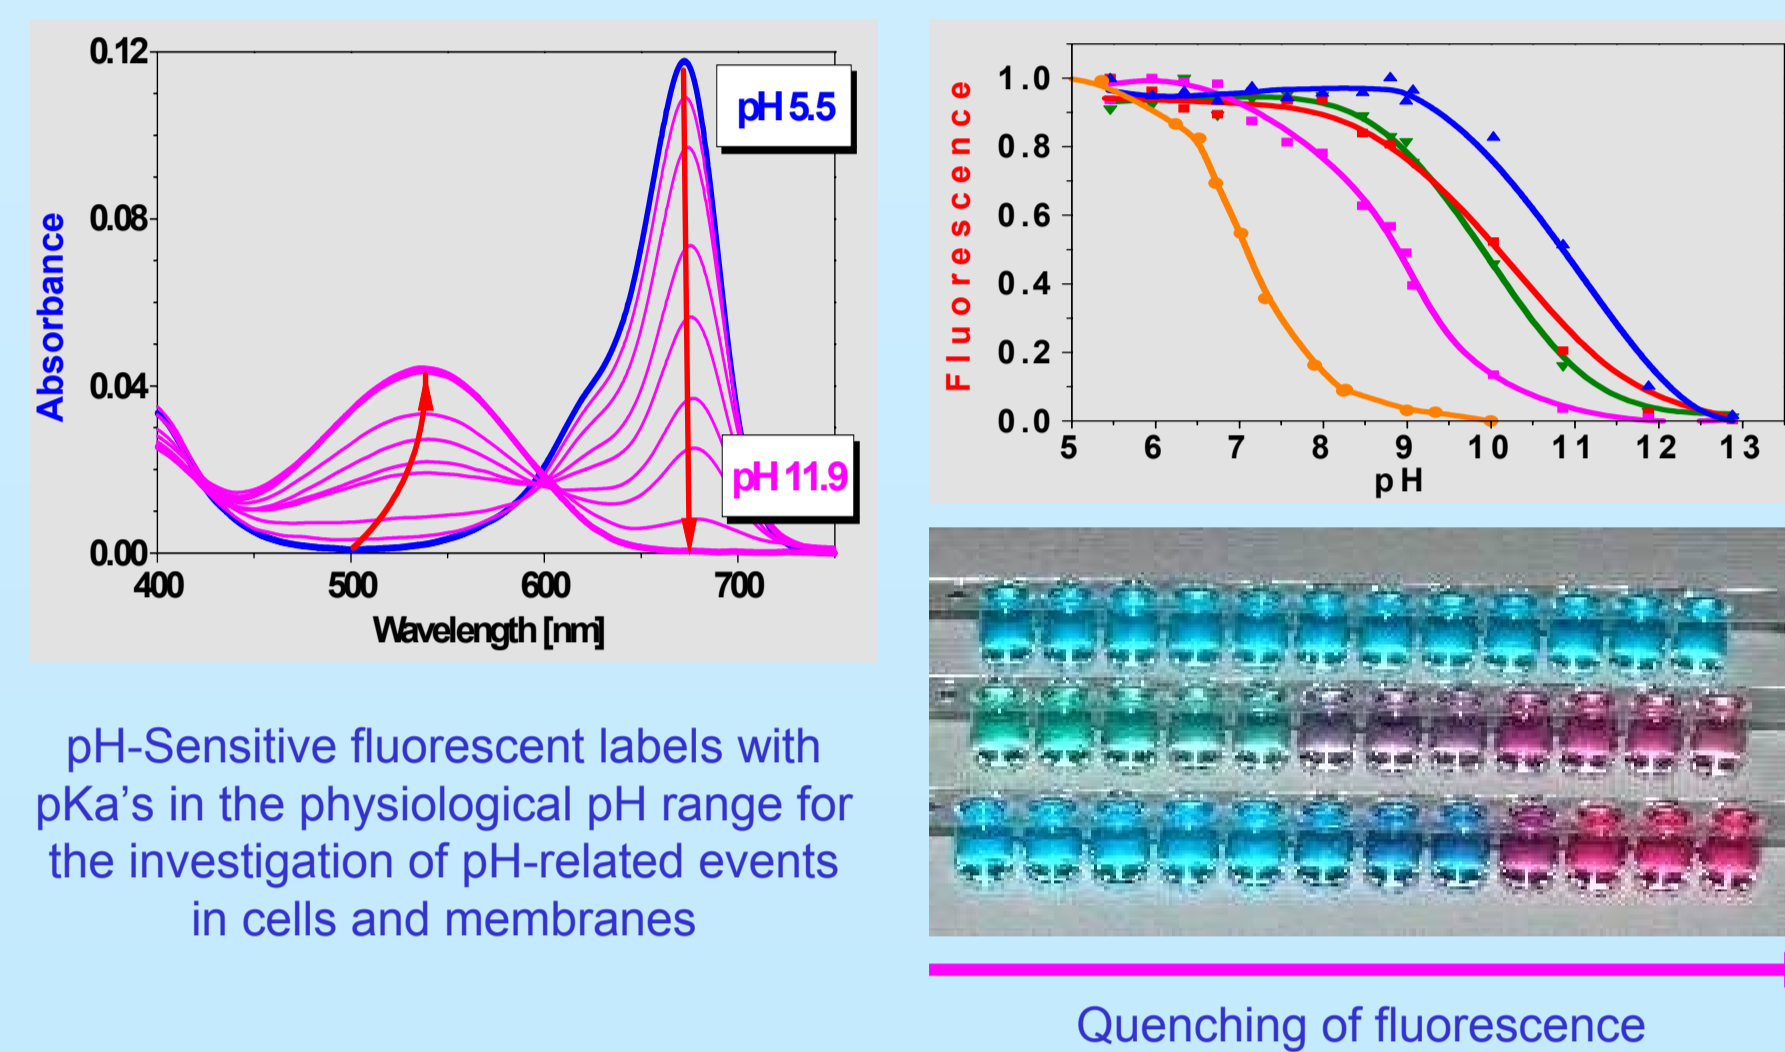 0.12
0.08
0.04
0.00
Absorbance
pH 5.5
pH 11.9
400 500 600 700
Wavelength [nm]
pH-Sensitive fluorescent labels with
pKa’s in the physiological pH range for
the investigation of pH-related events
in cells and membranes
1.0
0.8
0.6
0.4
0.2
0.0
Fluorescence
5 6 7 8 9 10 11 12 13
pH
Quenching of fluorescence